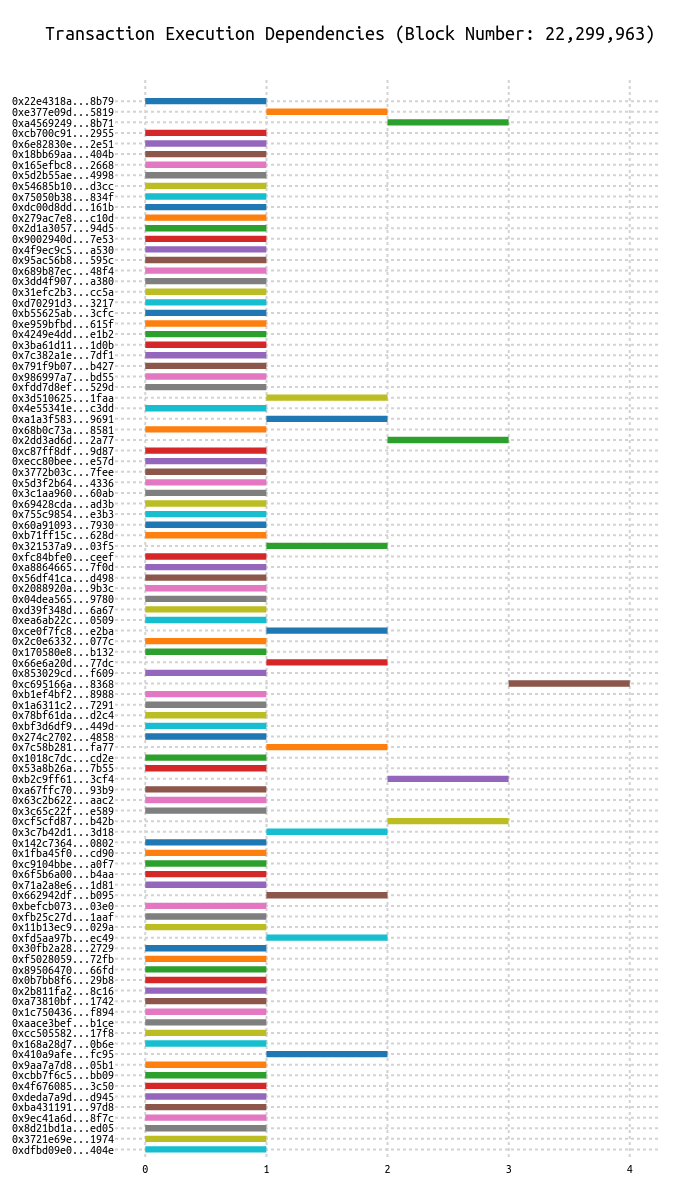 Transaction Execution Dependencies (Block Number: 22,299,963)
0x22e4318a...8b79
0xe377e09d...5819
0xa4569249...8b71
0xcb700c91...2955
0x6e82830e...2e51
0x18bb69aa...404b
0x165efbc8...2668
0x5d2b55ae...4998
0x54685b10...d3cc
0x75050b38...834f
0xdc00d8dd...161b
0x279ac7e8...c10d
0x2d1a3057...94d5
0x9002940d...7e53
0x4f9ec9c5...a530
0x95ac56b8...595c
0x689b87ec...48f4
0x3dd4f907...a380
0x31efc2b3...cc5a
0xd70291d3...3217
0xb55625ab...3cfc
0xe959bfbd...615f
0x4249e4dd...e1b2
0x3ba61d11...1d0b
0x7c382a1e...7df1
0x791f9b07...b427
0x986997a7...bd55
0xfdd7d8ef...529d
0x3d510625...1faa
0x4e55341e...c3dd
0xa1a3f583...9691
0x68b0c73a...8581
0x2dd3ad6d...2a77
0xc87ff8df...9d87
0xecc80bee...e57d
0x3772b03c...7fee
0x5d3f2b64...4336
0x3c1aa960...60ab
0x69428cda...ad3b
0x755c9854...e3b3
0x60a91093...7930
0xb71ff15c...628d
0x321537a9...03f5
0xfc84bfe0...ceef
0xa8864665...7f0d
0x56df41ca...d498
0x2088920a...9b3c
0x04dea565...9780
0xd39f348d...6a67
0xea6ab22c...0509
0xce0f7fc8...e2ba
0x2c0e6332...077c
0x170580e8...b132
0x66e6a20d...77dc
0x853029cd...f609
0xc695166a...8368
0xb1ef4bf2...8988
0x1a6311c2...7291
0x78bf61da...d2c4
0xbf3d6df9...449d
0x274c2702...4858
0x7c58b281...fa77
0x1018c7dc...cd2e
0x53a8b26a...7b55
0xb2c9ff61...3cf4
0xa67ffc70...93b9
0x63c2b622...aac2
0x3c65c22f...e589
0xcf5cfd87...b42b
0x3c7b42d1...3d18
0x142c7364...0802
0x1fba45f0...cd90
0xc9104bbe...a0f7
0x6f5b6a00...b4aa
0x71a2a8e6...1d81
0x662942df...b095
0xbefcb073...03e0
0xfb25c27d...1aaf
0x11b13ec9...029a
0xfd5aa97b...ec49
0x30fb2a28...2729
0xf5028059...72fb
0x89506470...66fd
0x0b7bb8f6...29b8
0x2b811fa2...8c16
0xa73810bf...1742
0x1c750436...f894
0xaace3bef...b1ce
0xcc505582...17f8
0x168a28d7...0b6e
0x410a9afe...fc95
0x9aa7a7d8...05b1
0xcbb7f6c5...bb09
0x4f676085...3c50
0xdeda7a9d...d945
0xba431191...97d8
0x9ec41a6d...8f7c
0x8d21bd1a...ed05
0x3721e69e...1974
0xdfbd09e0...404e
0 1 2 3 4